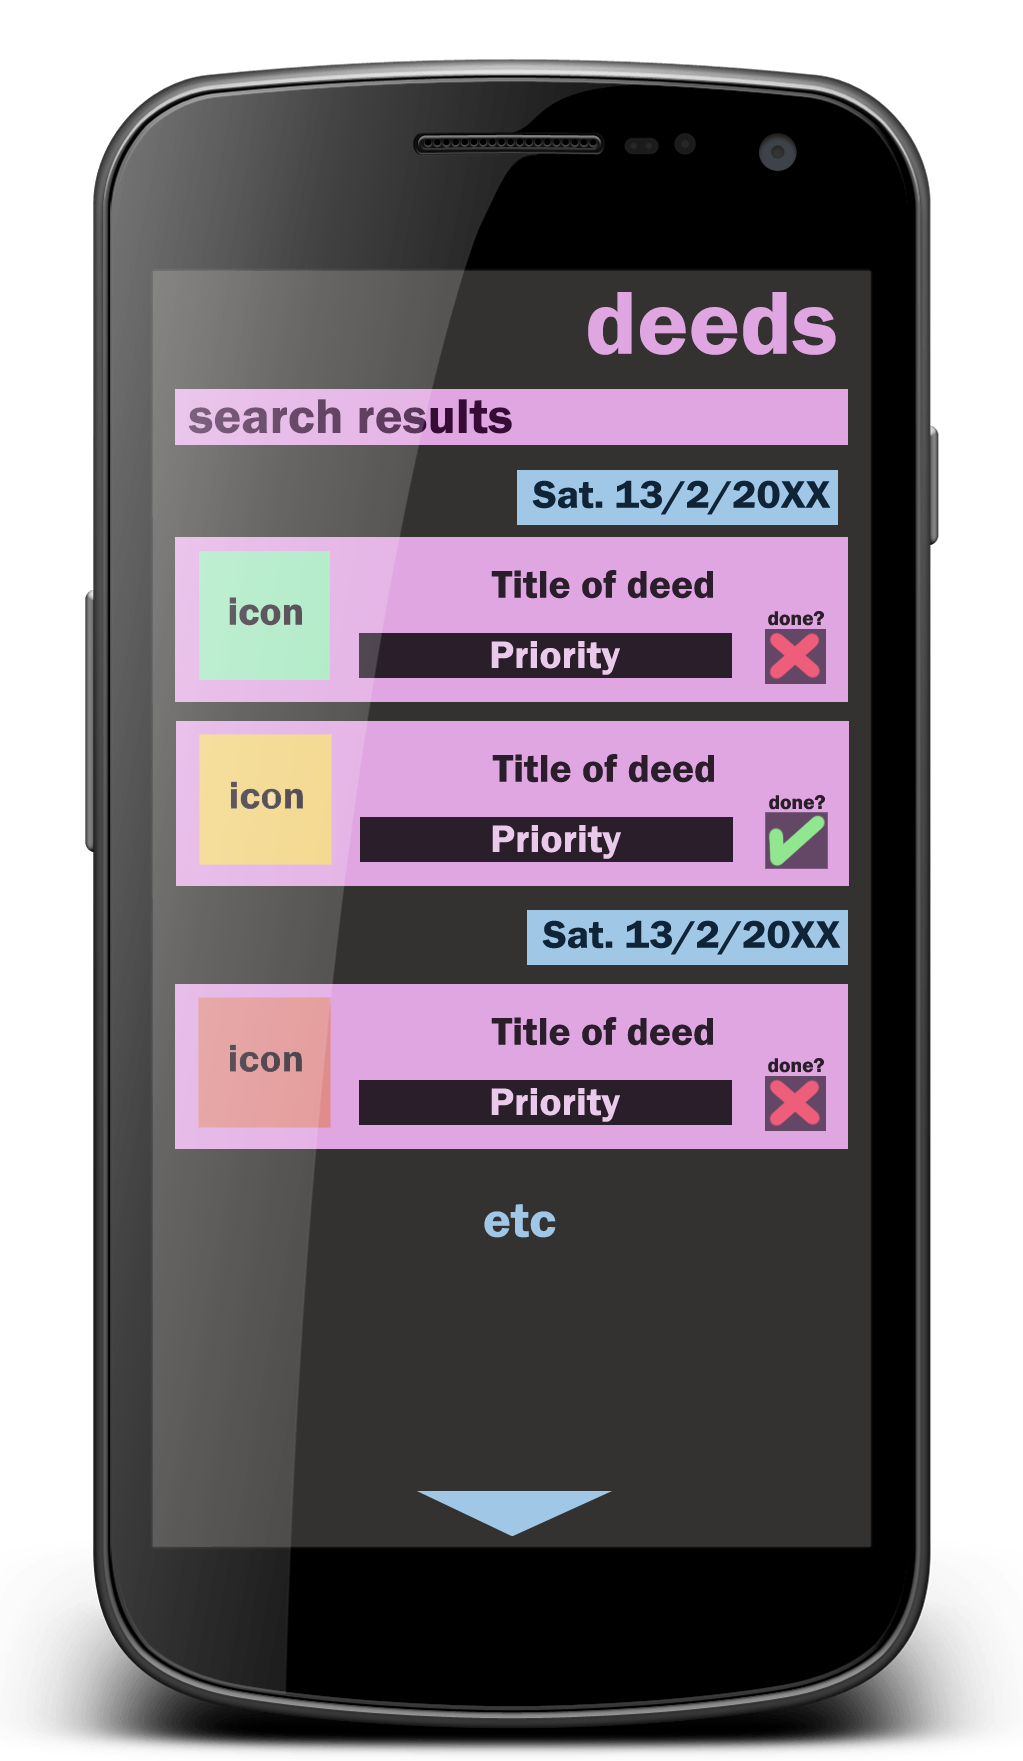 deeds
search results
Sat. 13/2/20XX
icon
Title of deed
Priority
done?
icon
Title of deed
Priority
done?
Sat. 13/2/20XX
icon
Title of deed
Priority
done?
etc